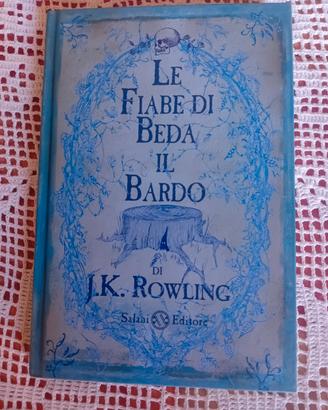 Le
Fiabe di
Beda
il
Bardo
di
J.K. Rowling
Salani Editore